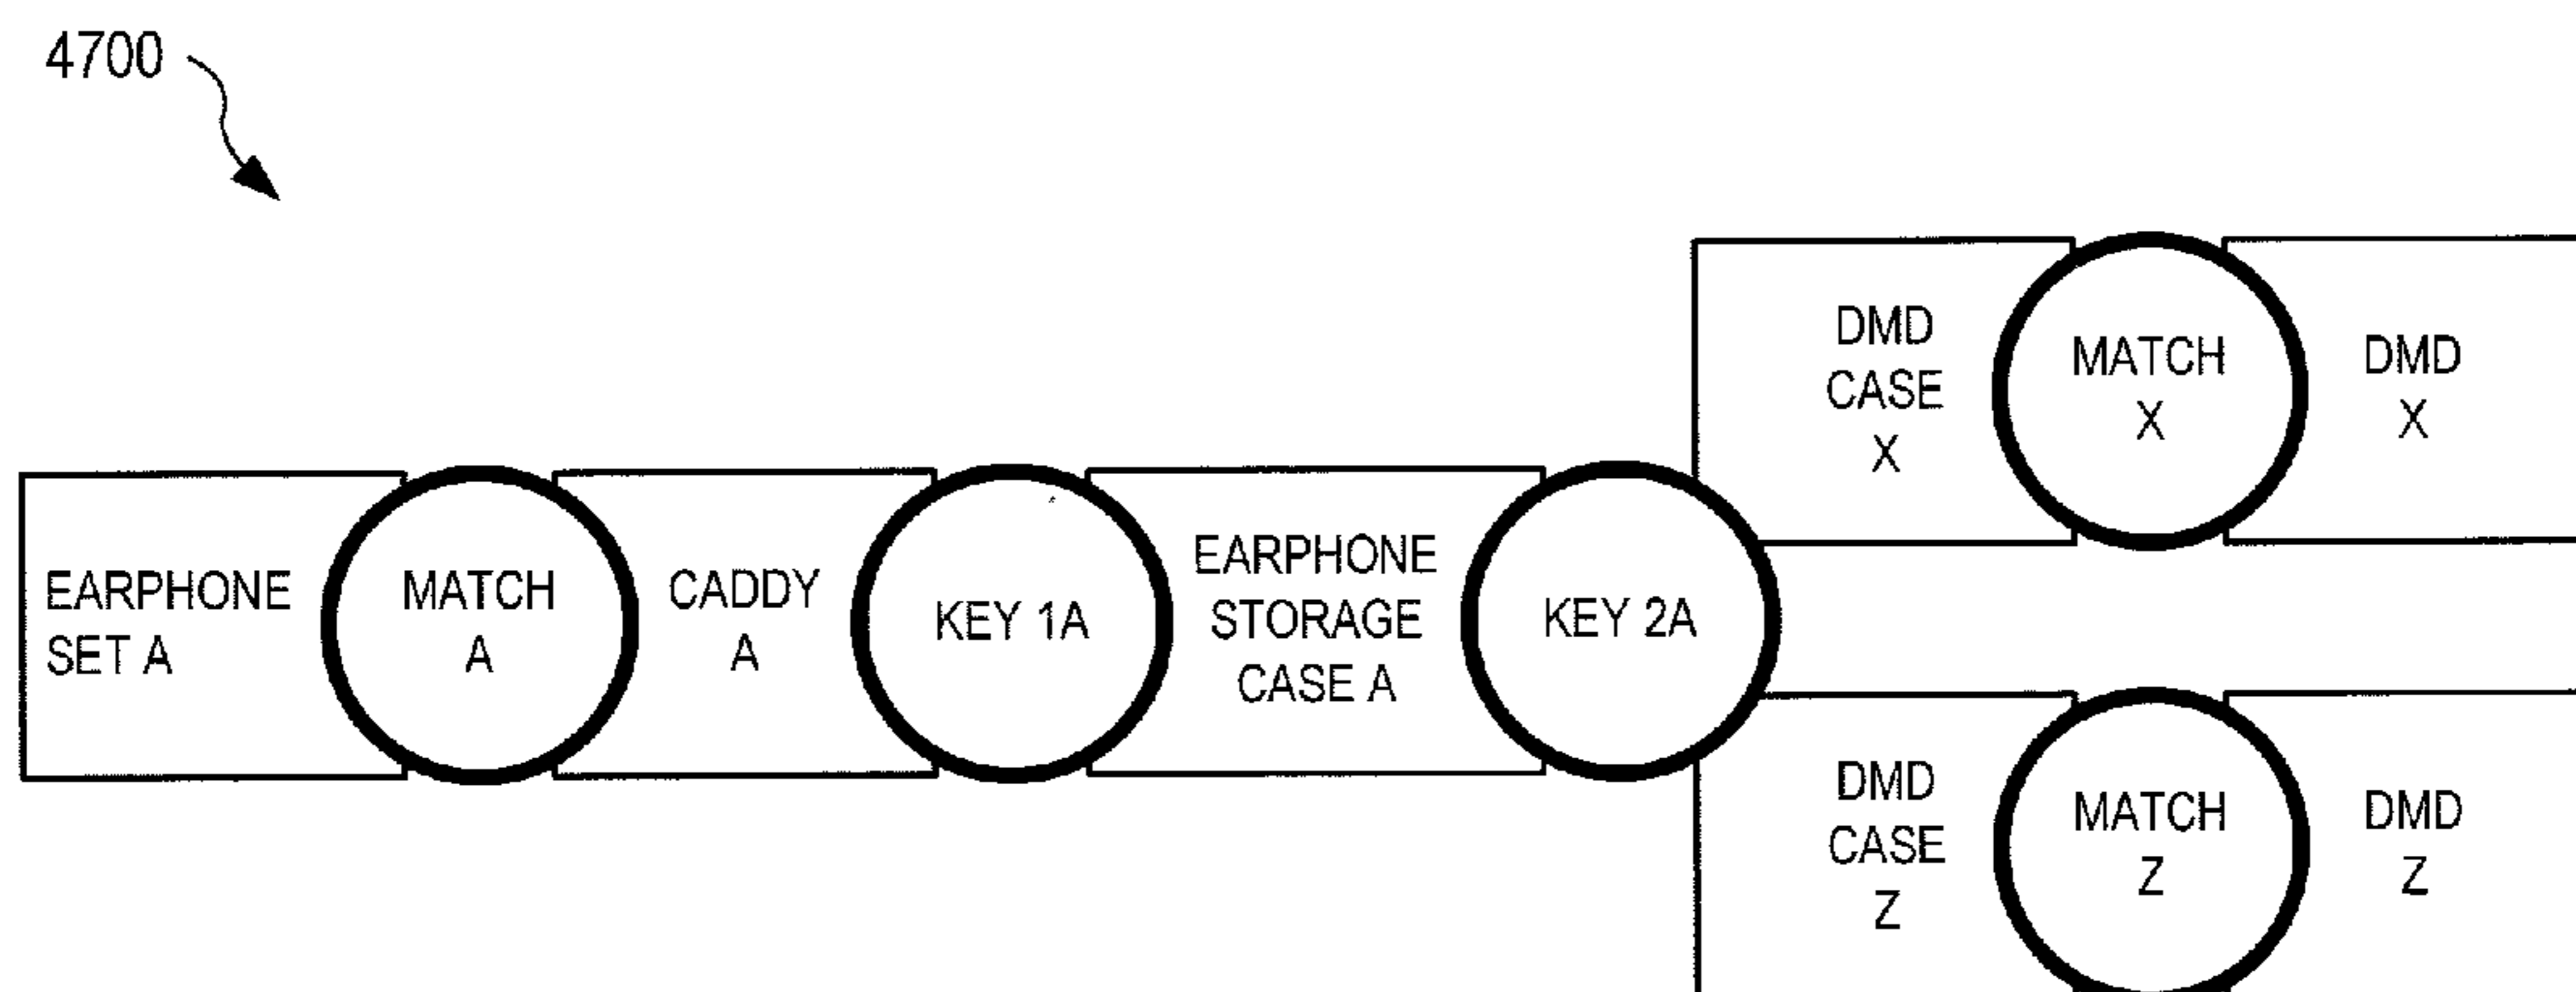 4700
EARPHONE
SET A
MATCH
A
CADDY
A
KEY 1A
EARPHONE
STORAGE
CASE A
KEY 2A
DMD
CASE
X
MATCH
X
DMD
X
DMD
CASE
Z
MATCH
Z
DMD
Z